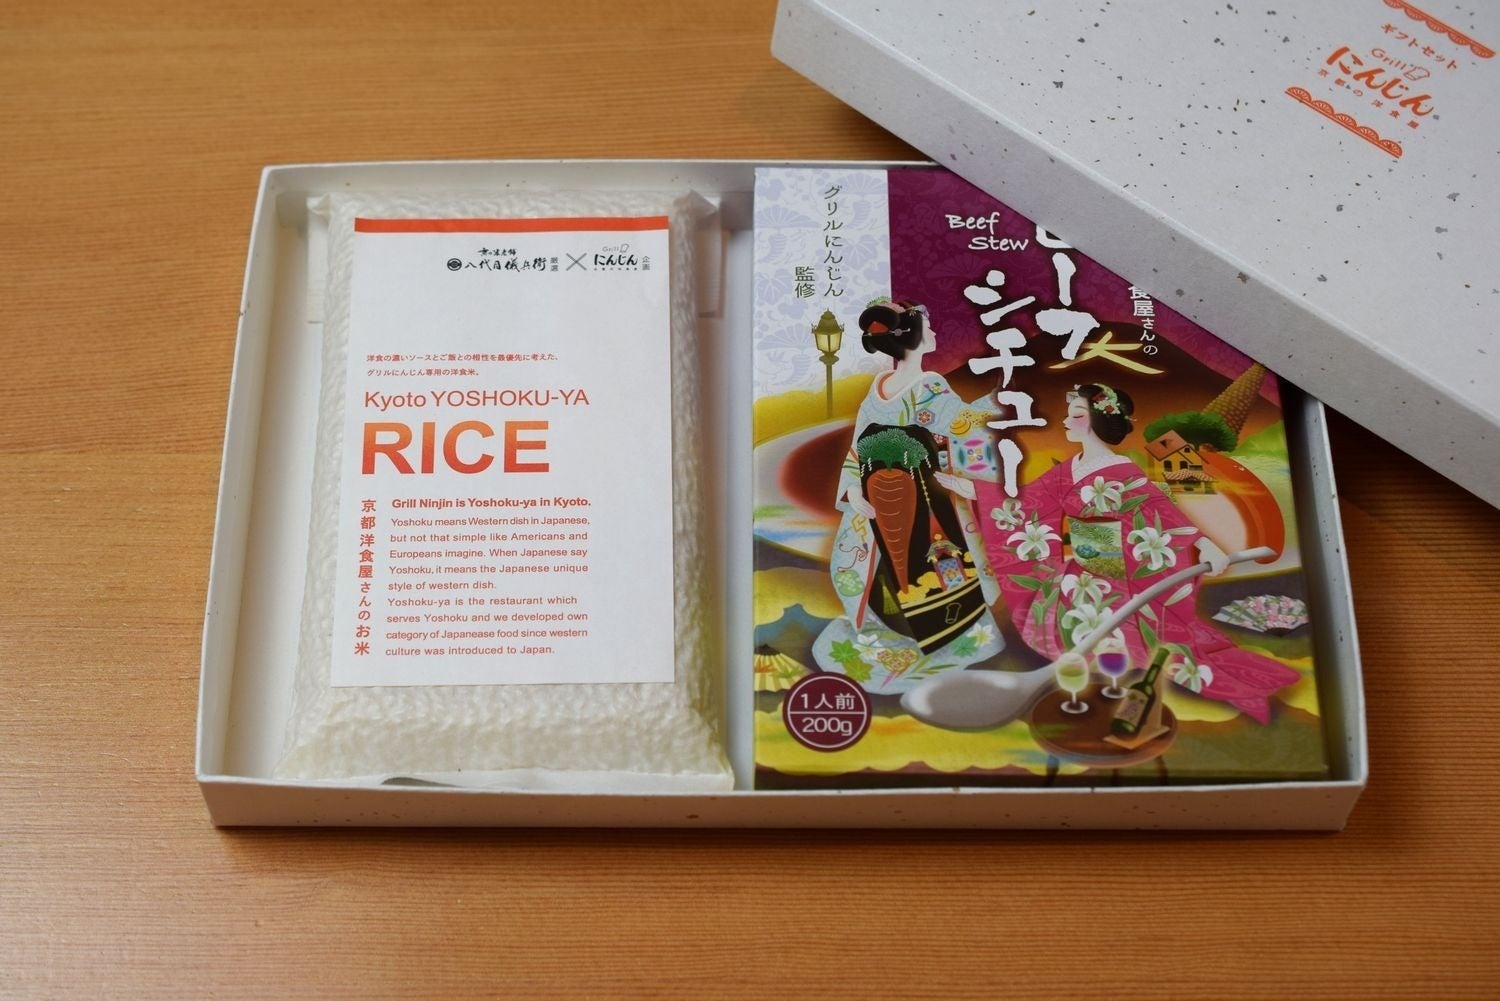 ギフトセット
Grill
にんじん
京都の洋食屋
京の米老舗
八代目儀兵衛 厳選 × Grill にんじん 企画
洋食の濃いソースとご飯との相性を最優先に考えた、
グリルにんじん専用の洋食米。
Kyoto YOSHOKU-YA
RICE
京都洋食屋さんのお米
Grill Ninjin is Yoshoku-ya in Kyoto.
Yoshoku means Western dish in Japanese,
but not that simple like Americans and
Europeans imagine. When Japanese say
Yoshoku, it means the Japanese unique
style of western dish.
Yoshoku-ya is the restaurant which
serves Yoshoku and we developed own
category of Japanease food since western
culture was introduced to Japan.
グリルにんじん
監修
Beef
Stew
食屋さんの
ビーフ
シチュー
1人前
200g